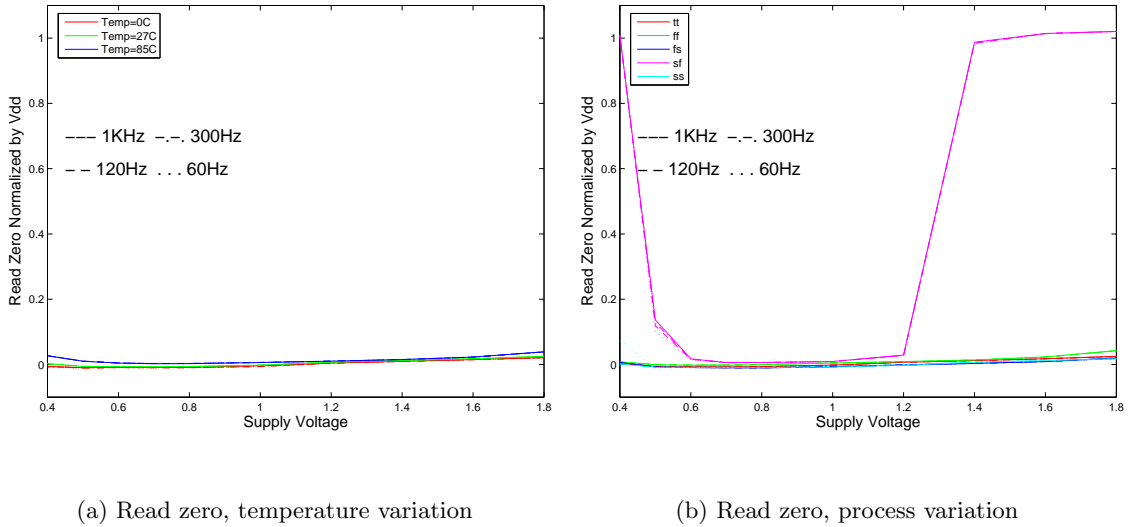 Temp=0C
Temp=27C
Temp=85C
––– 1KHz –.–. 300Hz
– – 120Hz . . . 60Hz
Read Zero Normalized by Vdd
1
0.8
0.6
0.4
0.2
0
0.4 0.6 0.8 1 1.2 1.4 1.6 1.8
Supply Voltage
(a) Read zero, temperature variation
tt
ff
fs
sf
ss
––– 1KHz –.–. 300Hz
– – 120Hz . . . 60Hz
Read Zero Normalized by Vdd
1
0.8
0.6
0.4
0.2
0
0.4 0.6 0.8 1 1.2 1.4 1.6 1.8
Supply Voltage
(b) Read zero, process variation